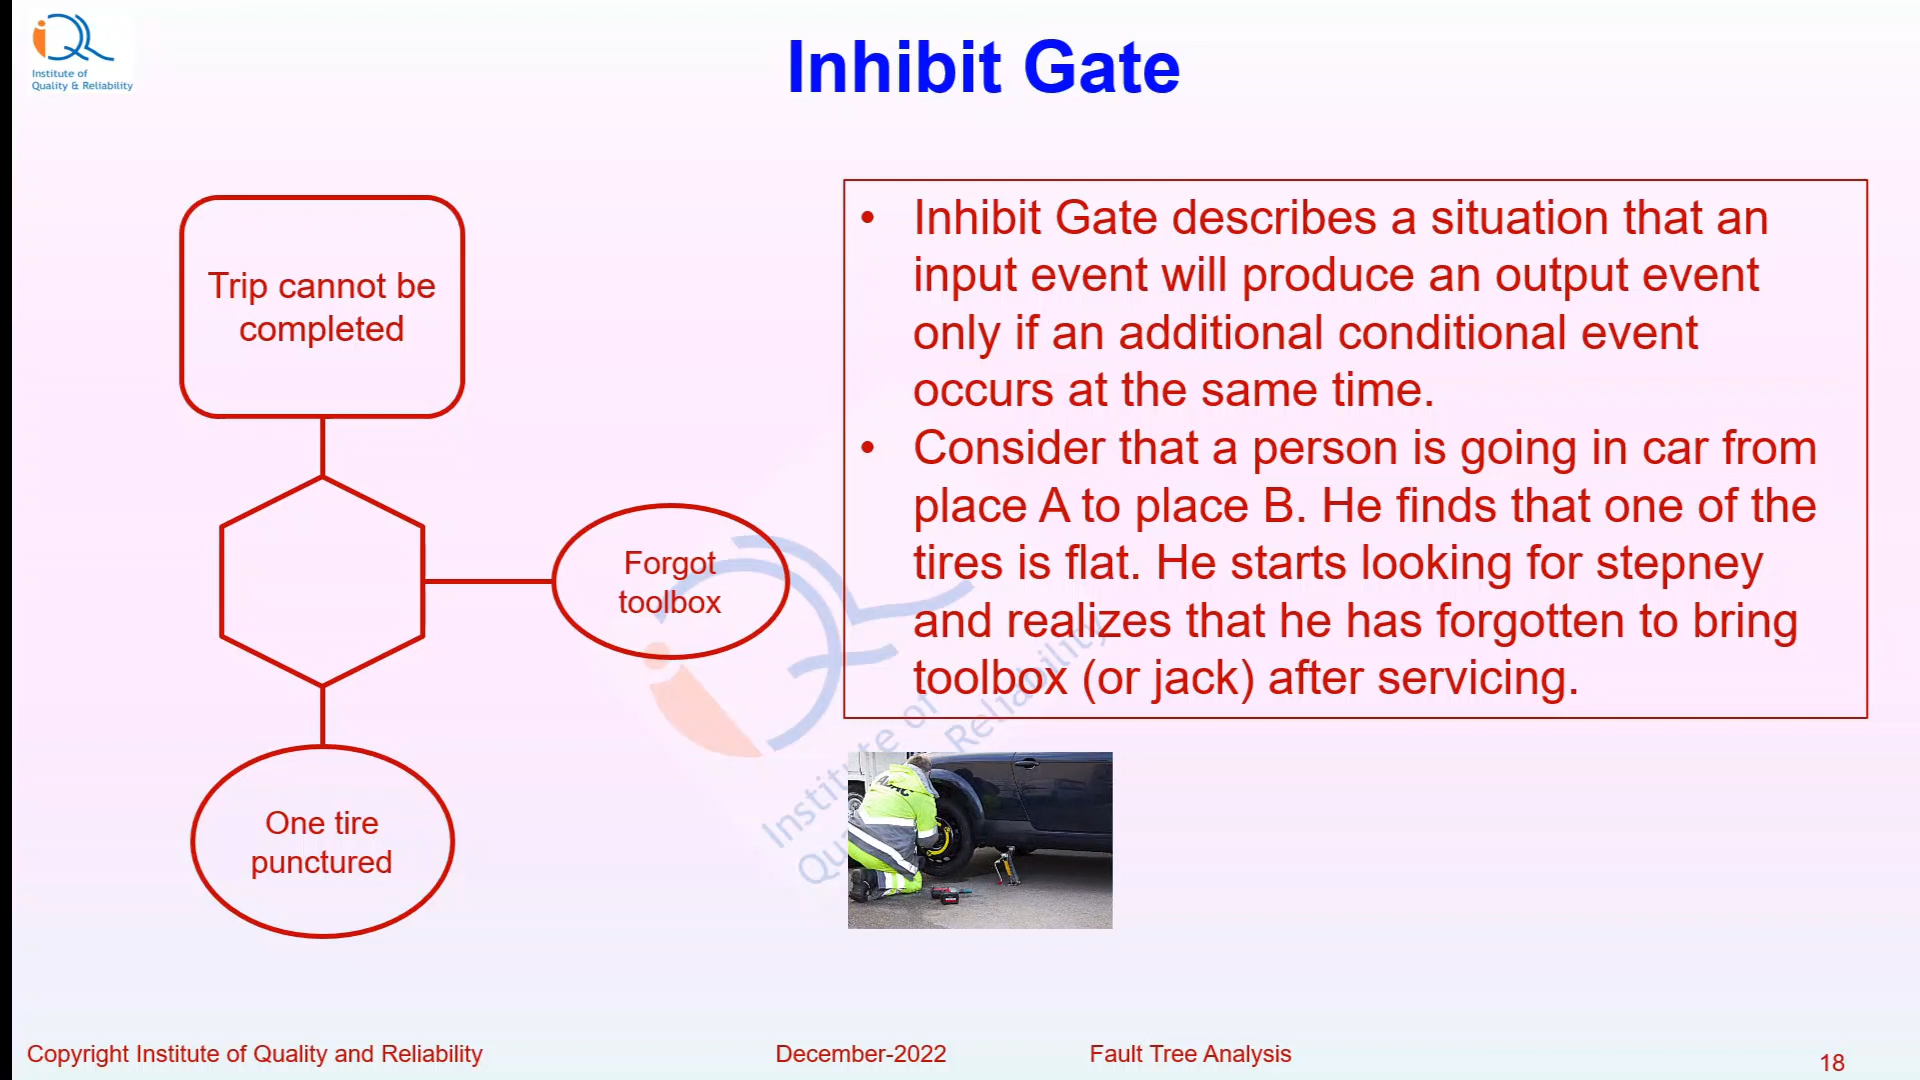 Institute of
Quality & Reliability
Inhibit Gate
Trip cannot be
completed
Forgot
toolbox
One tire
punctured
• Inhibit Gate describes a situation that an
input event will produce an output event
only if an additional conditional event
occurs at the same time.
• Consider that a person is going in car from
place A to place B. He finds that one of the
tires is flat. He starts looking for stepney
and realizes that he has forgotten to bring
toolbox (or jack) after servicing.
Institute of
Reliability
Copyright Institute of Quality and Reliability
December-2022
Fault Tree Analysis
18